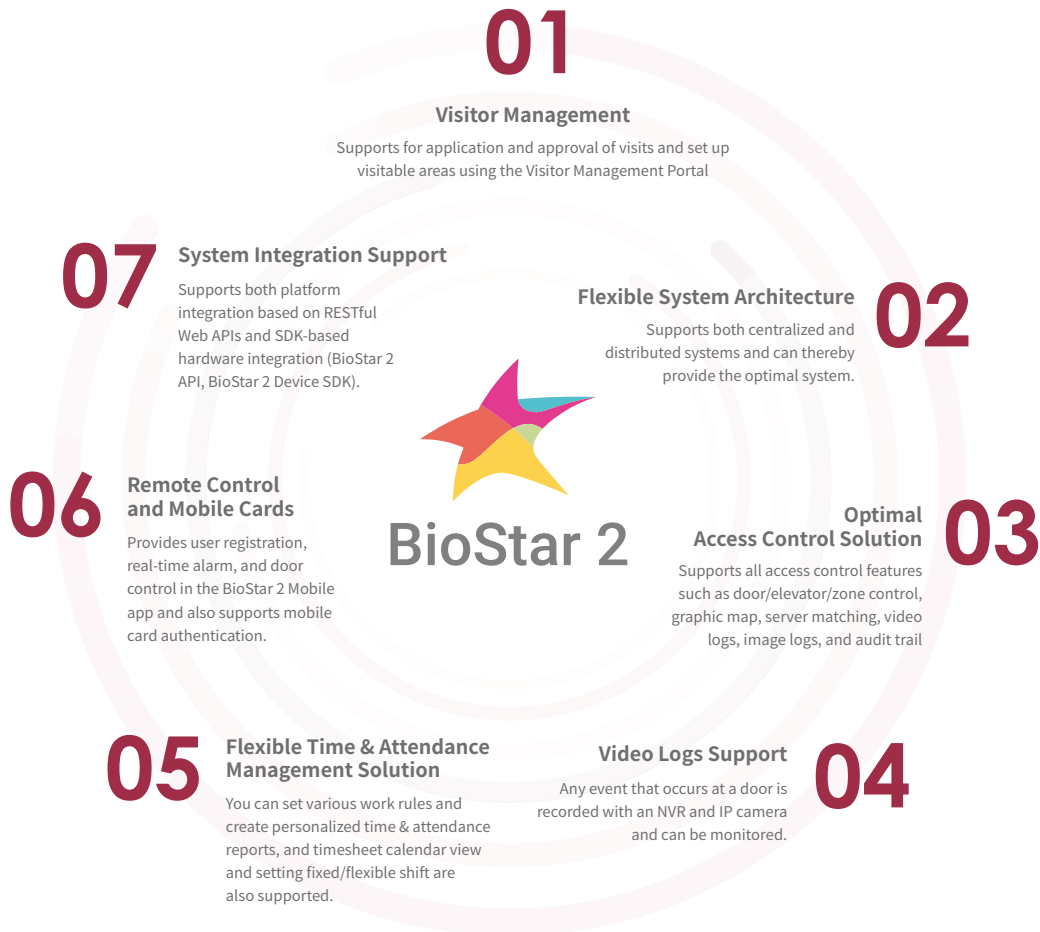 01
Visitor Management
Supports for application and approval of visits and set up
visitable areas using the Visitor Management Portal
02
Flexible System Architecture
Supports both centralized and
distributed systems and can thereby
provide the optimal system.
03
Optimal
Access Control Solution
Supports all access control features
such as door/elevator/zone control,
graphic map, server matching, video
logs, image logs, and audit trail
04
Video Logs Support
Any event that occurs at a door is
recorded with an NVR and IP camera
and can be monitored.
05
Flexible Time & Attendance
Management Solution
You can set various work rules and
create personalized time & attendance
reports, and timesheet calendar view
and setting fixed/flexible shift are
also supported.
06
Remote Control
and Mobile Cards
Provides user registration,
real-time alarm, and door
control in the BioStar 2 Mobile
app and also supports mobile
card authentication.
07
System Integration Support
Supports both platform
integration based on RESTful
Web APIs and SDK-based
hardware integration (BioStar 2
API, BioStar 2 Device SDK).
BioStar 2